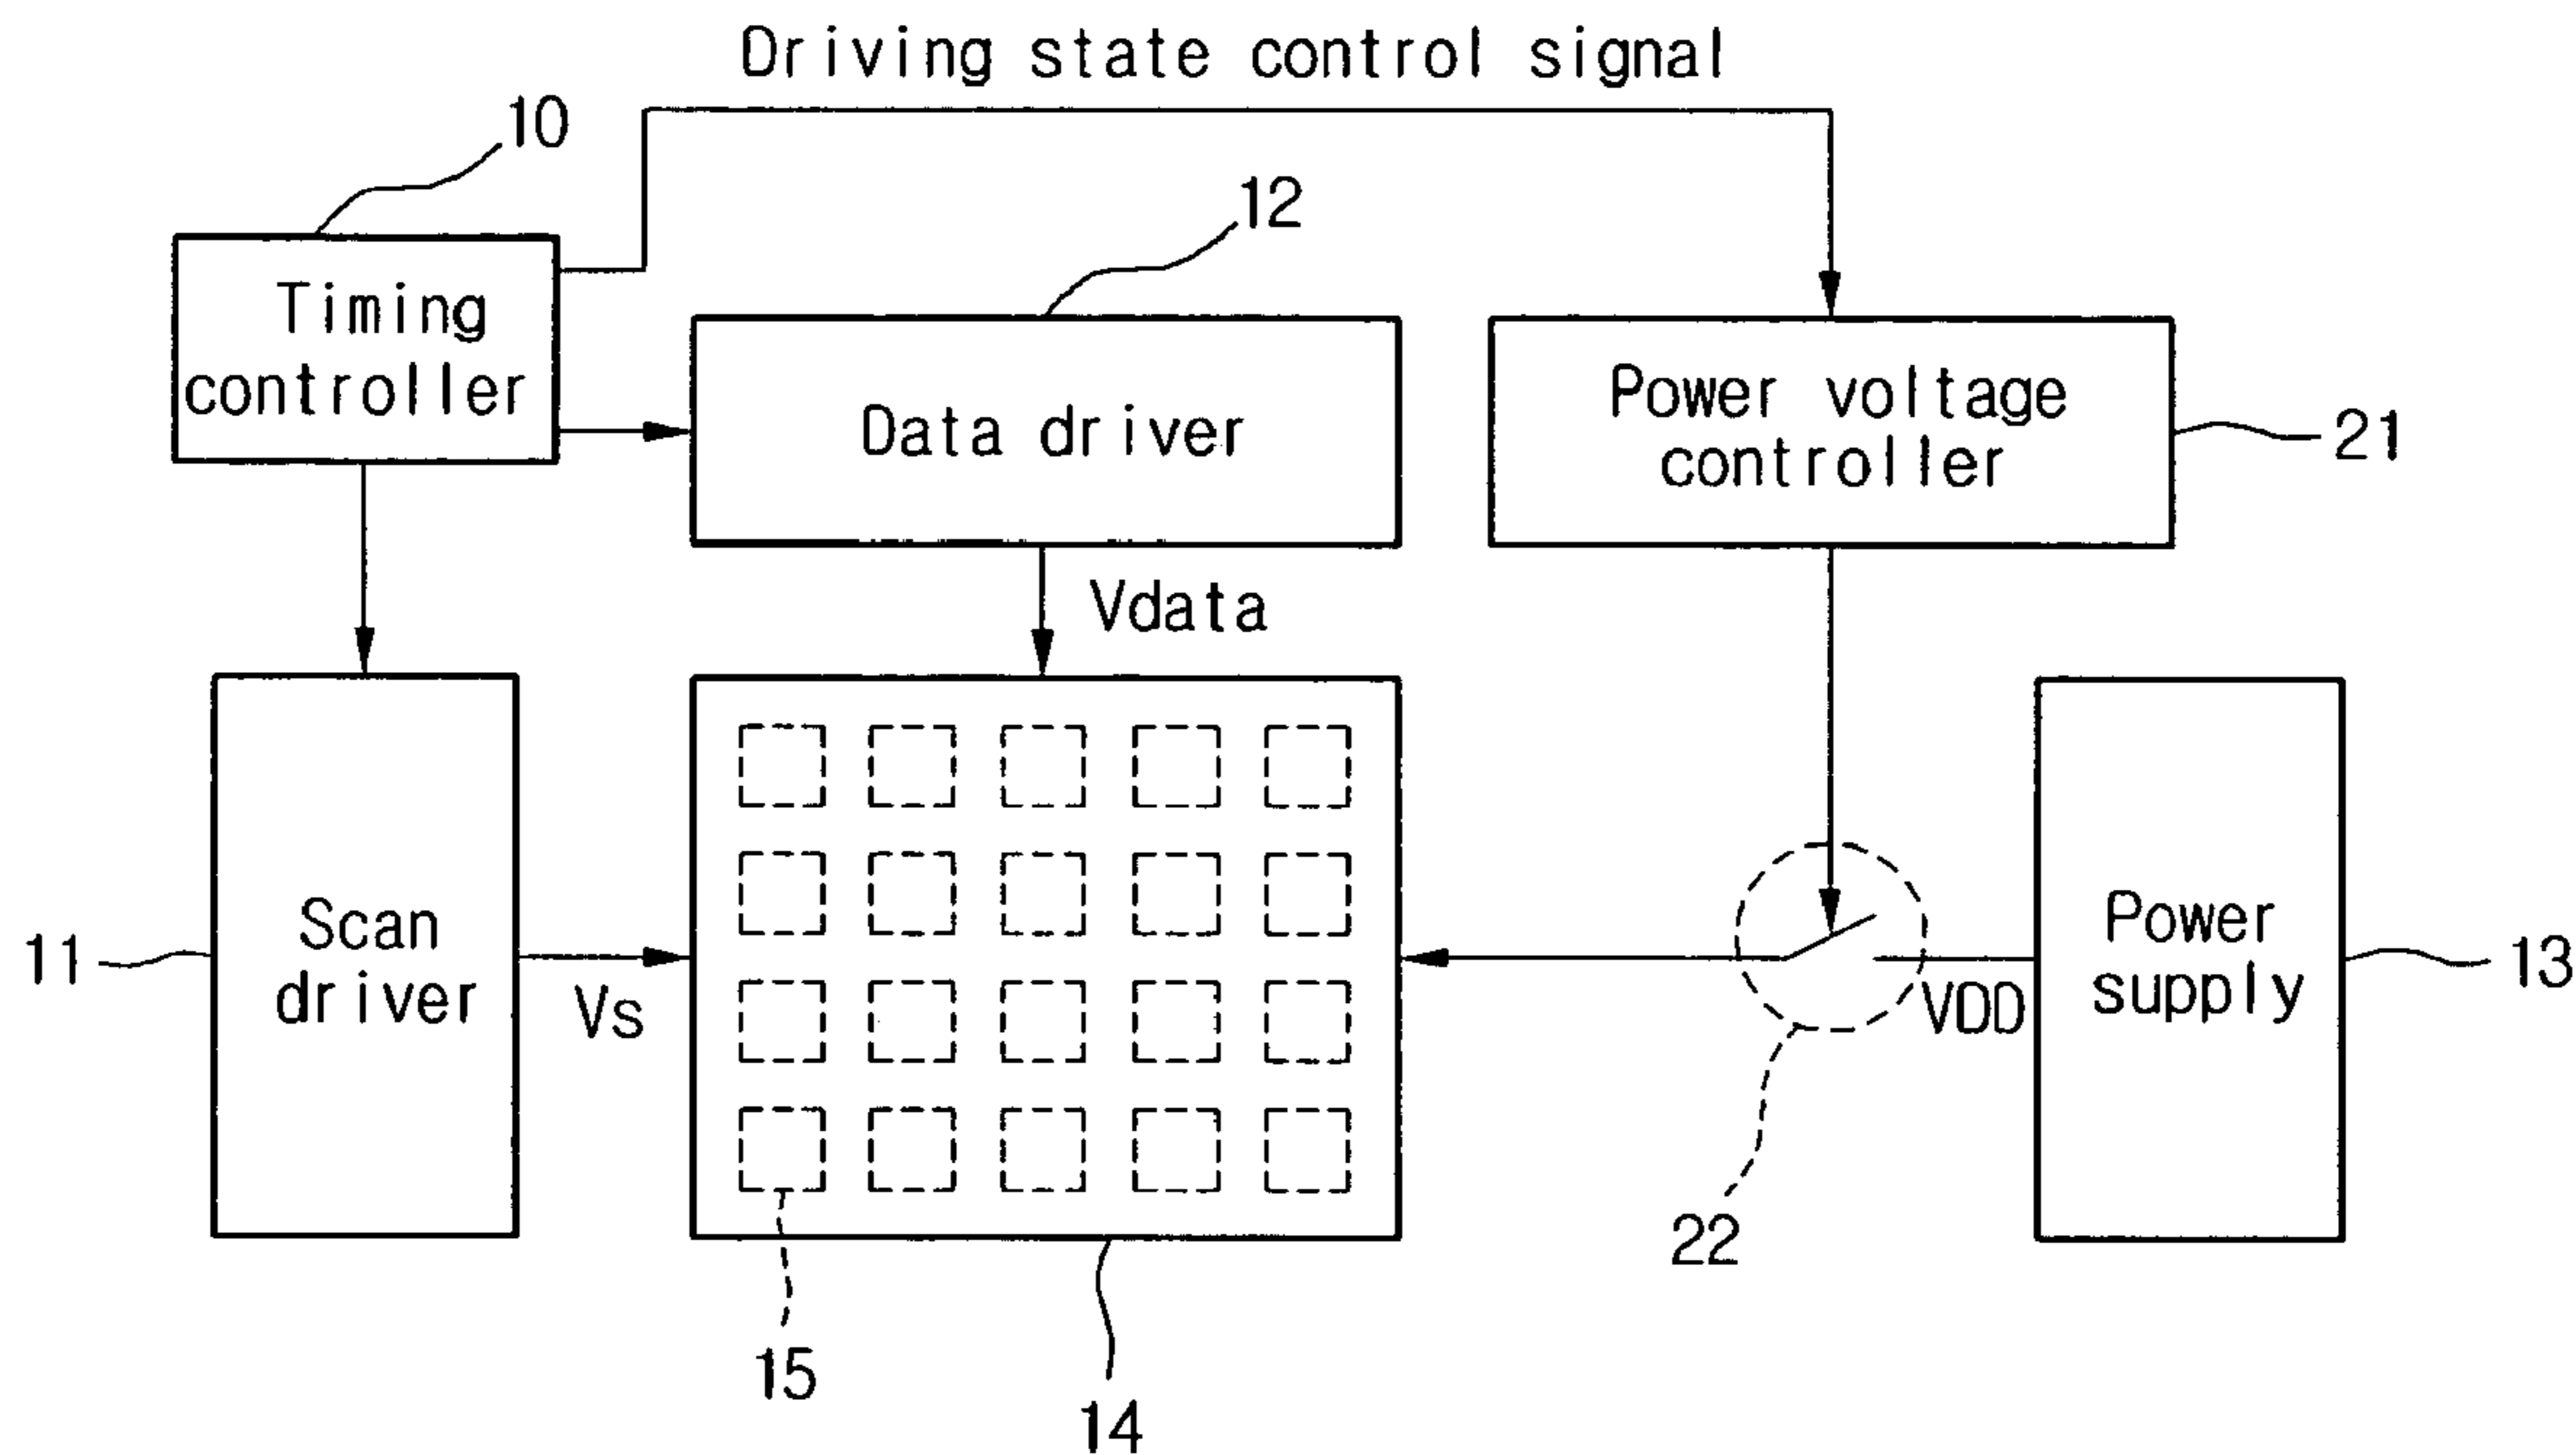 Driving state control signal
10
12
Timing
controller
Data driver
Power voltage
controller
21
Vdata
11
Scan
driver
Vs
VDD
Power
supply
13
22
15
14